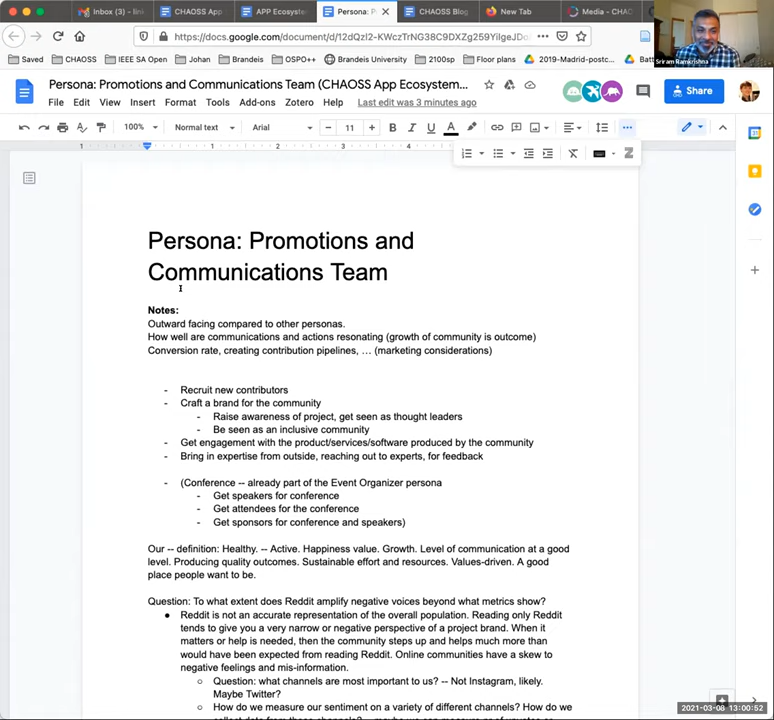 Inbox (3) – lin
CHAOSS App
APP Ecosyste
Persona: P
CHAOSS Blog
New Tab
Media – CHAO
https://docs.google.com/document/d/12dQzI2-KWczTrNG38C9DXZg259YilgeJDo
Sriram Ramkrishna
Saved
CHAOSS
IEEE SA Open
Johan
Brandeis
OSPO++
Brandeis University
2100sp
Floor plans
2019-Madrid-postc...
Persona: Promotions and Communications Team (CHAOSS App Ecosystem...
File Edit View Insert Format Tools Add-ons Zotero Help Last edit was 3 minutes ago
Share
100% Normal text Arial 11 B I U A
1 1 2 3 4
Persona: Promotions and
Communications Team
Notes:
Outward facing compared to other personas.
How well are communications and actions resonating (growth of community is outcome)
Conversion rate, creating contribution pipelines, … (marketing considerations)
- Recruit new contributors
- Craft a brand for the community
- Raise awareness of project, get seen as thought leaders
- Be seen as an inclusive community
- Get engagement with the product/services/software produced by the community
- Bring in expertise from outside, reaching out to experts, for feedback
- (Conference -- already part of the Event Organizer persona
- Get speakers for conference
- Get attendees for the conference
- Get sponsors for conference and speakers)
Our -- definition: Healthy. -- Active. Happiness value. Growth. Level of communication at a good
level. Producing quality outcomes. Sustainable effort and resources. Values-driven. A good
place people want to be.
Question: To what extent does Reddit amplify negative voices beyond what metrics show?
● Reddit is not an accurate representation of the overall population. Reading only Reddit
tends to give you a very narrow or negative perspective of a project brand. When it
matters or help is needed, then the community steps up and helps much more than
would have been expected from reading Reddit. Online communities have a skew to
negative feelings and mis-information.
○ Question: what channels are most important to us? -- Not Instagram, likely.
Maybe Twitter?
○ How do we measure our sentiment on a variety of different channels? How do we
2021-03-08 13:00:52